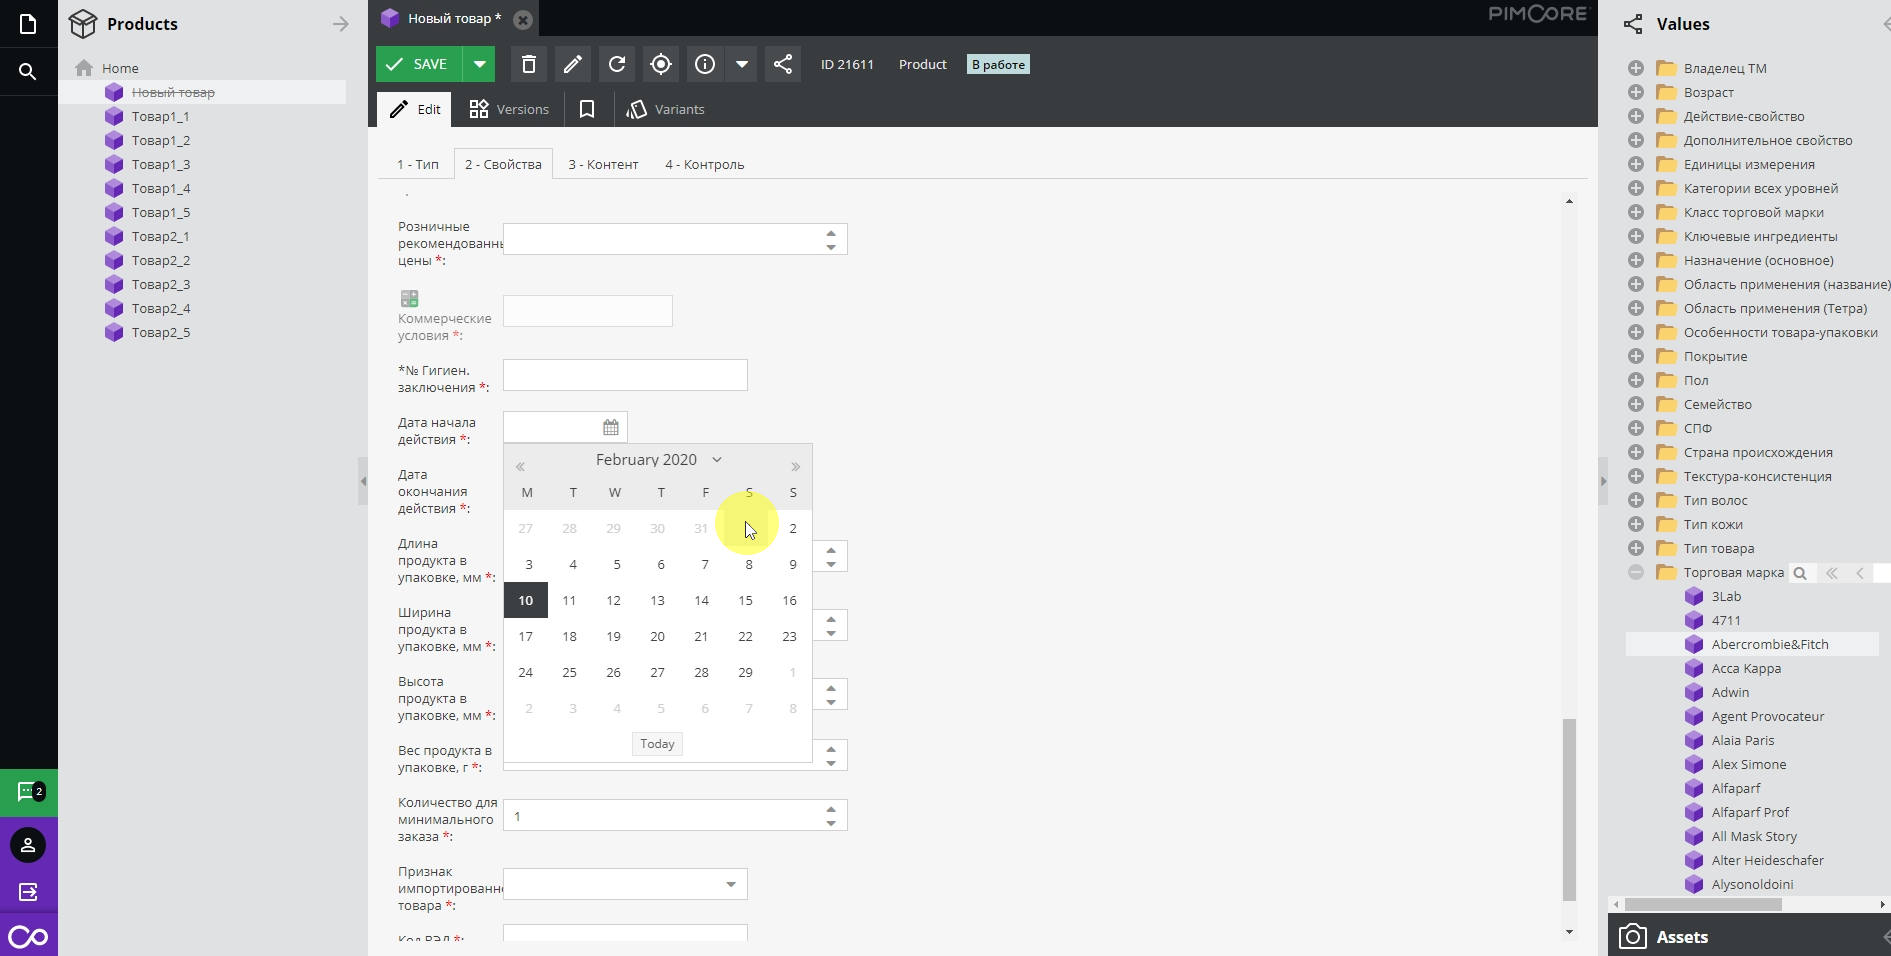 Products
Home
Новый товар
Товар1_1
Товар1_2
Товар1_3
Товар1_4
Товар1_5
Товар2_1
Товар2_2
Товар2_3
Товар2_4
Товар2_5
2
Новый товар *
PIMCORE
SAVE
ID 21611
Product
В работе
Edit
Versions
Variants
1 - Тип
2 - Свойства
3 - Контент
4 - Контроль
Розничные
рекомендованнь
цены *:
Коммерческие
условия *:
*№ Гигиен.
заключения *:
Дата начала
действия *:
Дата
окончания
действия *:
Длина
продукта в
упаковке, мм *:
Ширина
продукта в
упаковке, мм *:
Высота
продукта в
упаковке, мм *:
Вес продукта в
упаковке, г *:
Количество для
минимального
заказа *:
1
Признак
импортированн
товара *:
Код ВЭД *:
February 2020
M T W T F S S
27 28 29 30 31 2
3 4 5 6 7 8 9
10 11 12 13 14 15 16
17 18 19 20 21 22 23
24 25 26 27 28 29 1
2 3 4 5 6 7 8
Today
Values
Владелец ТМ
Возраст
Действие-свойство
Дополнительное свойство
Единицы измерения
Категории всех уровней
Класс торговой марки
Ключевые ингредиенты
Назначение (основное)
Область применения (название)
Область применения (Тетра)
Особенности товара-упаковки
Покрытие
Пол
Семейство
СПФ
Страна происхождения
Текстура-консистенция
Тип волос
Тип кожи
Тип товара
Торговая марка
3Lab
4711
Abercrombie&Fitch
Acca Kappa
Adwin
Agent Provocateur
Alaia Paris
Alex Simone
Alfaparf
Alfaparf Prof
All Mask Story
Alter Heideschafer
Alysonoldoini
Assets